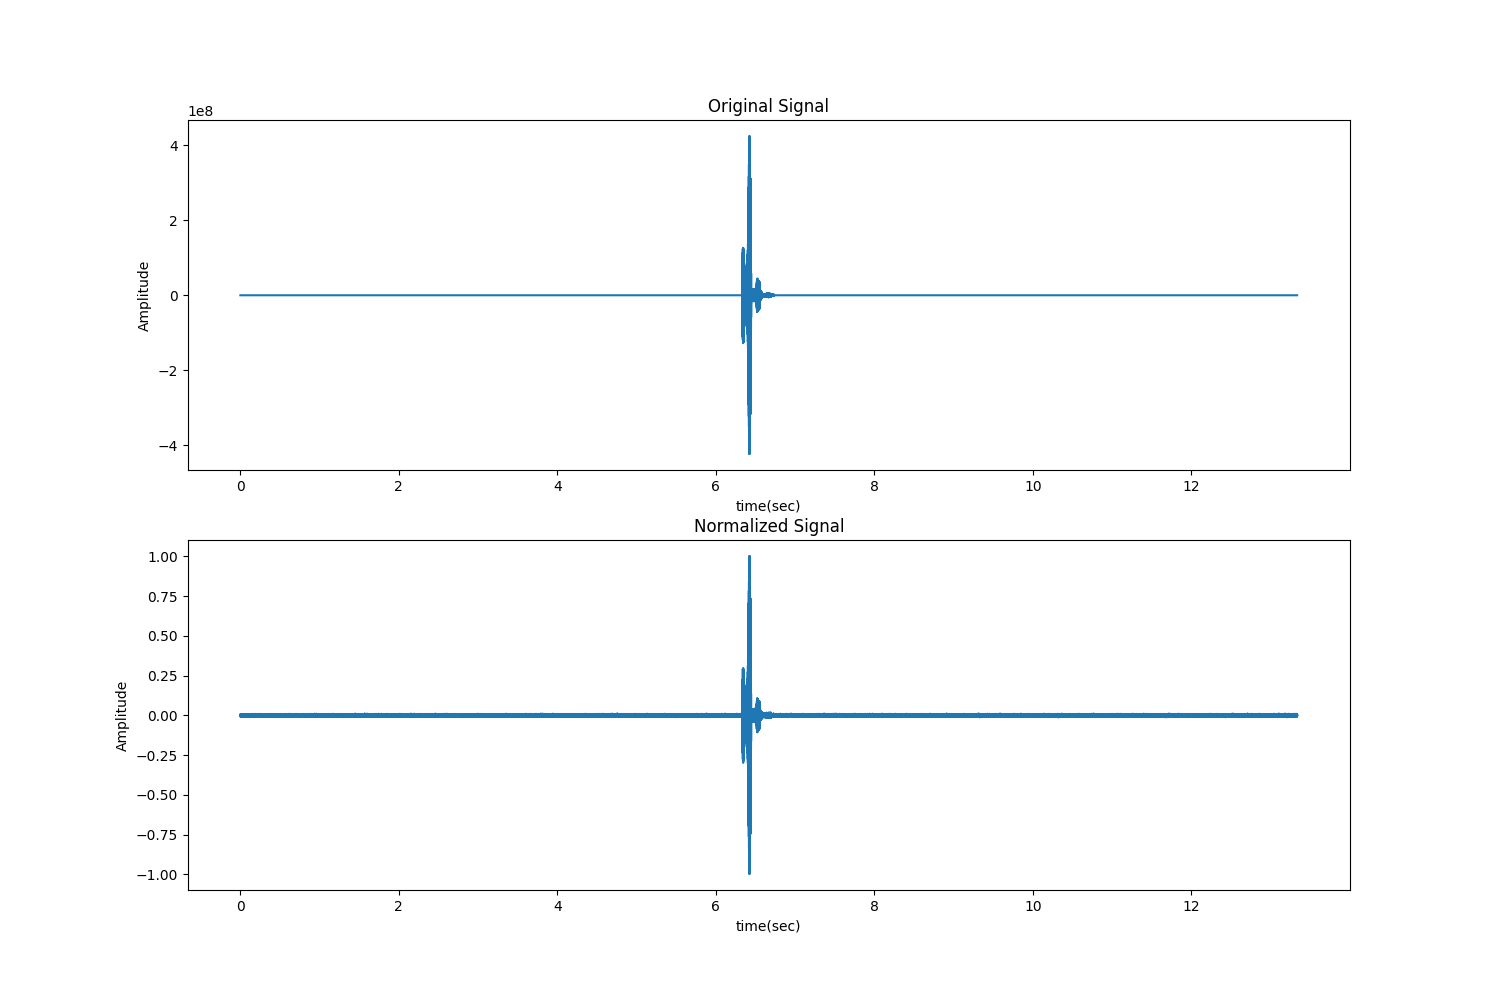 Original Signal
1e8
4
2
0
−2
−4
Amplitude
0 2 4 6 8 10 12
time(sec)
Normalized Signal
1.00
0.75
0.50
0.25
0.00
−0.25
−0.50
−0.75
−1.00
Amplitude
0 2 4 6 8 10 12
time(sec)